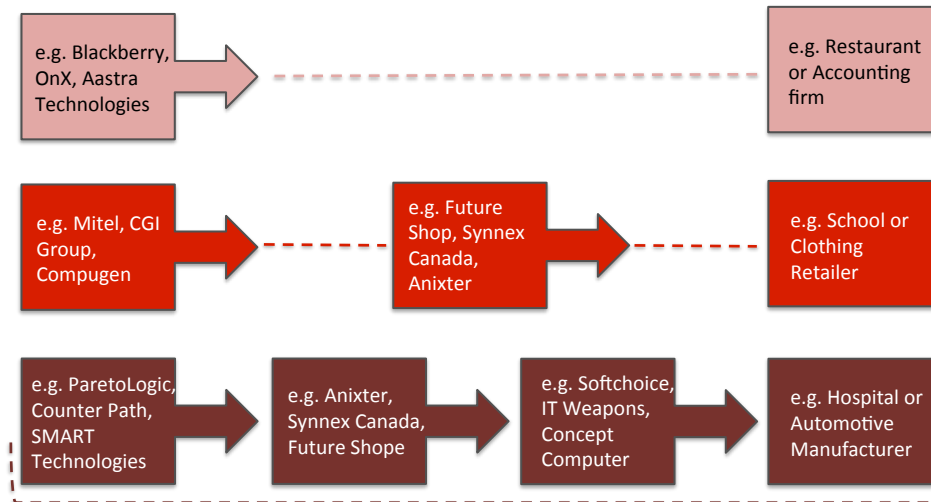 e.g. Blackberry,
OnX, Aastra
Technologies
e.g. Restaurant
or Accounting
firm
e.g. Mitel, CGI
Group,
Compugen
e.g. Future
Shop, Synnex
Canada,
Anixter
e.g. School or
Clothing
Retailer
e.g. ParetoLogic,
Counter Path,
SMART
Technologies
e.g. Anixter,
Synnex Canada,
Future Shope
e.g. Softchoice,
IT Weapons,
Concept
Computer
e.g. Hospital or
Automotive
Manufacturer